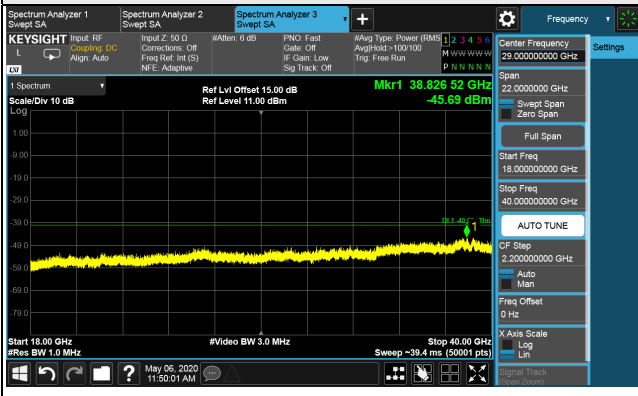 Spectrum Analyzer 1
Swept SA
Spectrum Analyzer 2
Swept SA
Spectrum Analyzer 3
Swept SA
Frequency
KEYSIGHT
L
LXI
Input: RF
Coupling: DC
Align: Auto
Input Z: 50 Ω
Corrections: Off
Freq Ref: Int (S)
NFE: Adaptive
#Atten: 6 dB
PNO: Fast
Gate: Off
IF Gain: Low
Sig Track: Off
#Avg Type: Power (RMS
Avg|Hold:>100/100
Trig: Free Run
1 2 3 4 5 6
M W W W W W
P N N N N N
1 Spectrum
Scale/Div 10 dB
Log
Ref Lvl Offset 15.00 dB
Ref Level 11.00 dBm
Mkr1 38.826 52 GHz
-45.69 dBm
1.00
-9.00
-19.0
-29.0
-39.0
-49.0
-59.0
-69.0
-79.0
1
Start 18.00 GHz
#Res BW 1.0 MHz
#Video BW 3.0 MHz
Stop 40.00 GHz
Sweep ~39.4 ms (50001 pts)
Center Frequency
29.000000000 GHz
Settings
Span
22.0000000 GHz
Swept Span
Zero Span
Full Span
Start Freq
18.000000000 GHz
Stop Freq
40.000000000 GHz
AUTO TUNE
CF Step
2.200000000 GHz
Auto
Man
Freq Offset
0 Hz
X Axis Scale
Log
Lin
Signal Track
(Span Zoom)
?
May 06, 2020
11:50:01 AM